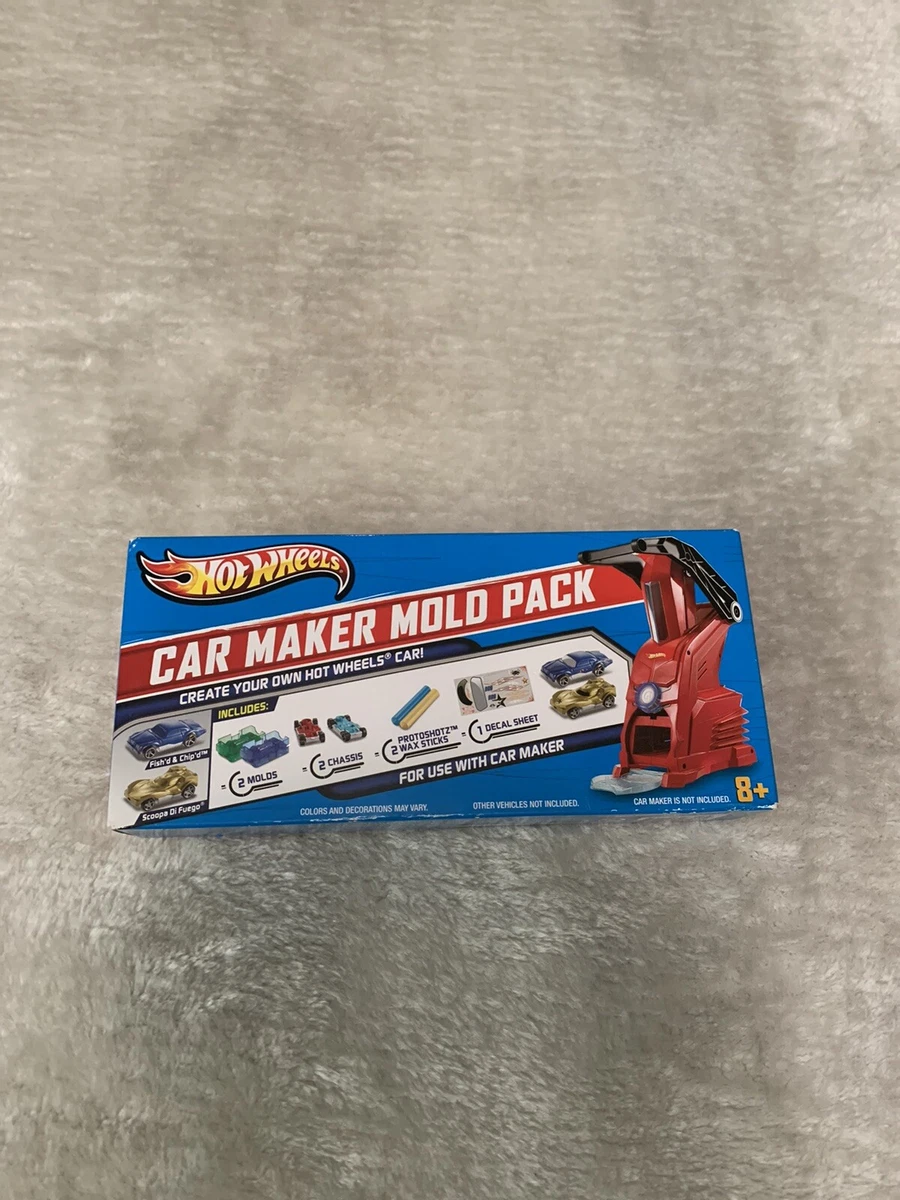 HOT WHEELS
CAR MAKER MOLD PACK
CREATE YOUR OWN HOT WHEELS® CAR!
INCLUDES:
Fish'd & Chip'd™
Scoopa Di Fuego®
2 MOLDS
2 CHASSIS
PROTOSHOTZ™
2 WAX STICKS
1 DECAL SHEET
FOR USE WITH CAR MAKER
COLORS AND DECORATIONS MAY VARY.
OTHER VEHICLES NOT INCLUDED.
CAR MAKER IS NOT INCLUDED.
8+